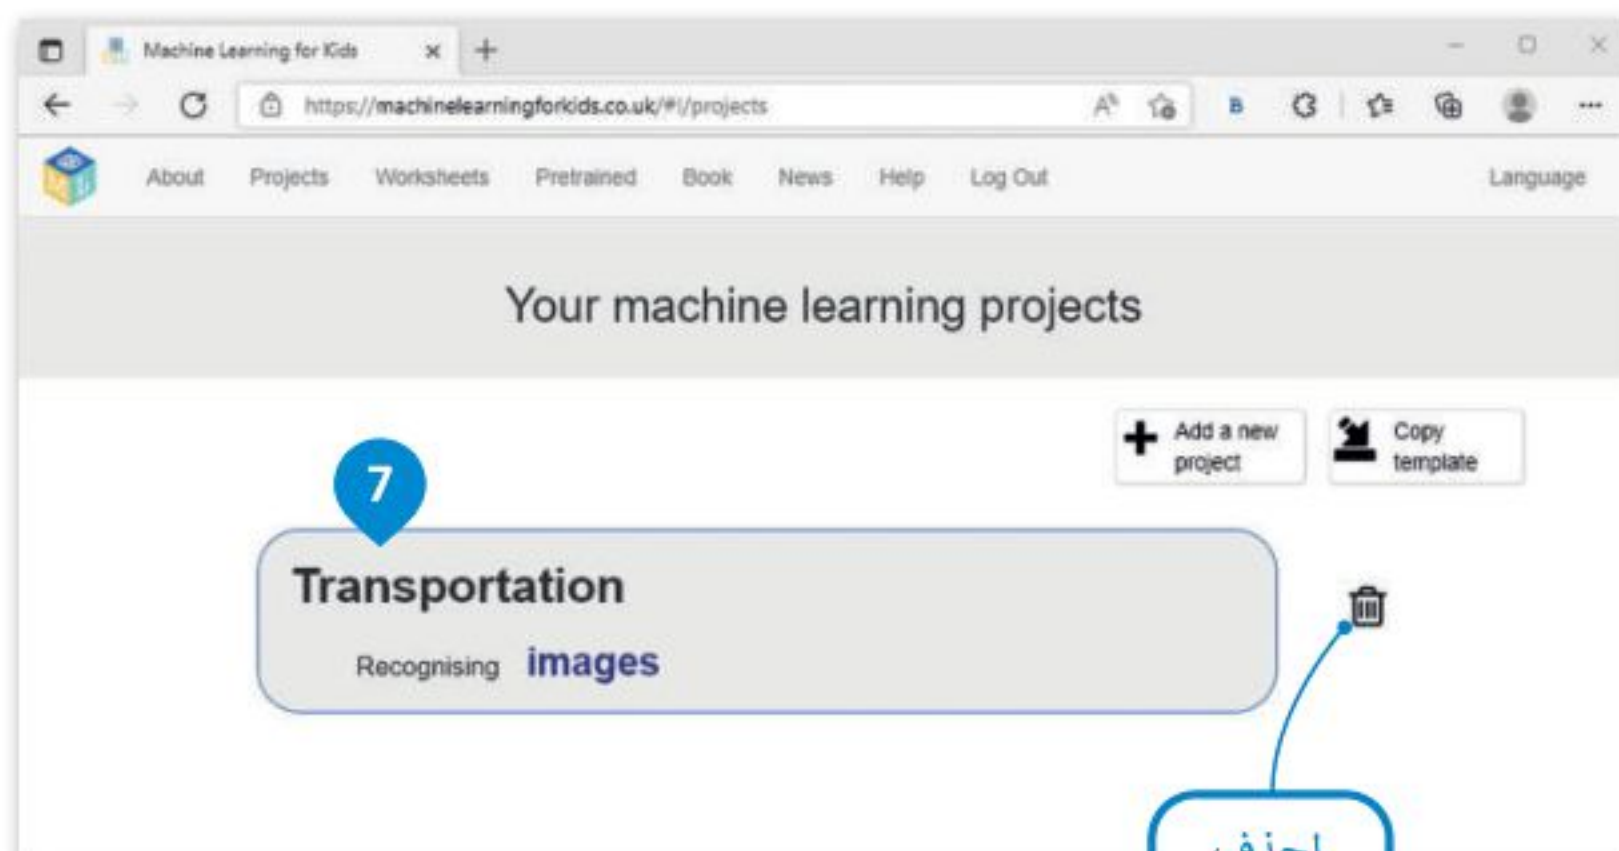 Machine Learning for Kids
https://machinelearningforkids.co.uk/#!/projects
About Projects Worksheets Pretrained Book News Help Log Out Language
Your machine learning projects
Add a new project
Copy template
7
Transportation
Recognising images
احذف